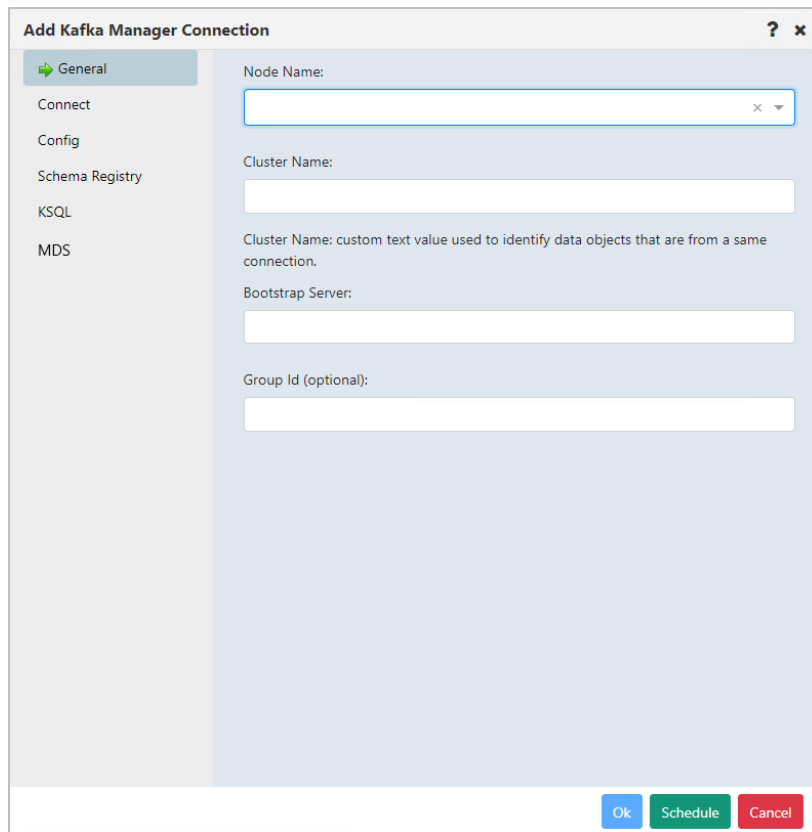 Add Kafka Manager Connection ? ×
General
Connect
Config
Schema Registry
KSQL
MDS
Node Name:
×
Cluster Name:
Cluster Name: custom text value used to identify data objects that are from a same
connection.
Bootstrap Server:
Group Id (optional):
Ok Schedule Cancel